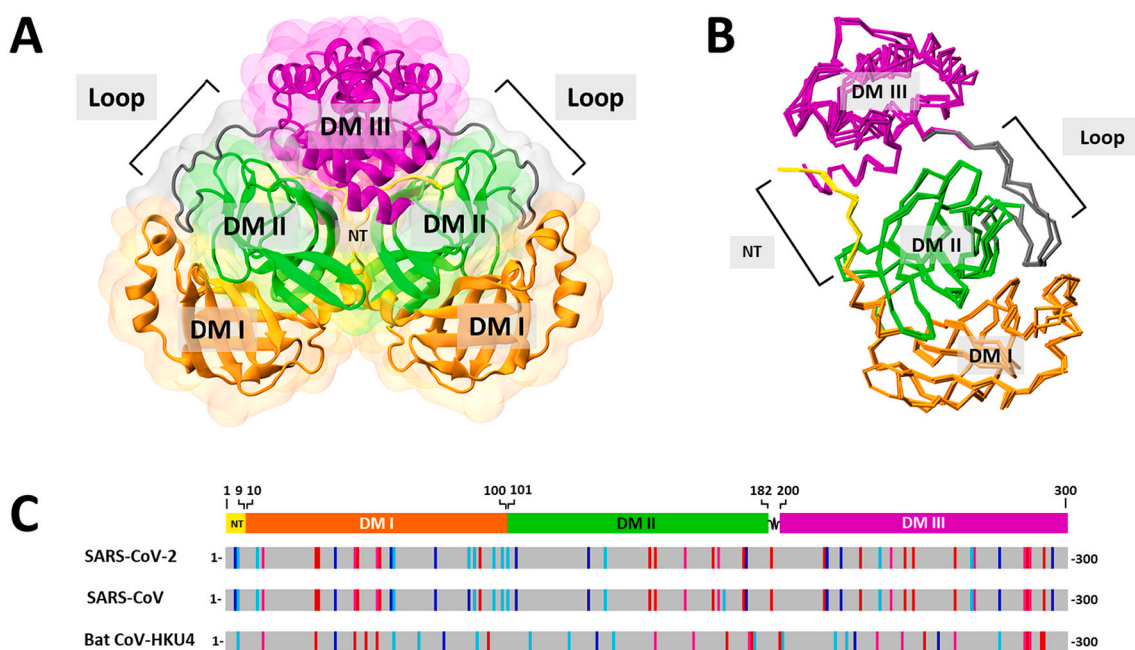 A
Loop
DM III
Loop
DM II
NT
DM II
DM I
DM I
B
DM III
Loop
NT
DM II
DM I
C
1 9 10 100 101 182 200 300
NT DM I DM II DM III
SARS-CoV-2 1- -300
SARS-CoV 1- -300
Bat CoV-HKU4 1- -300